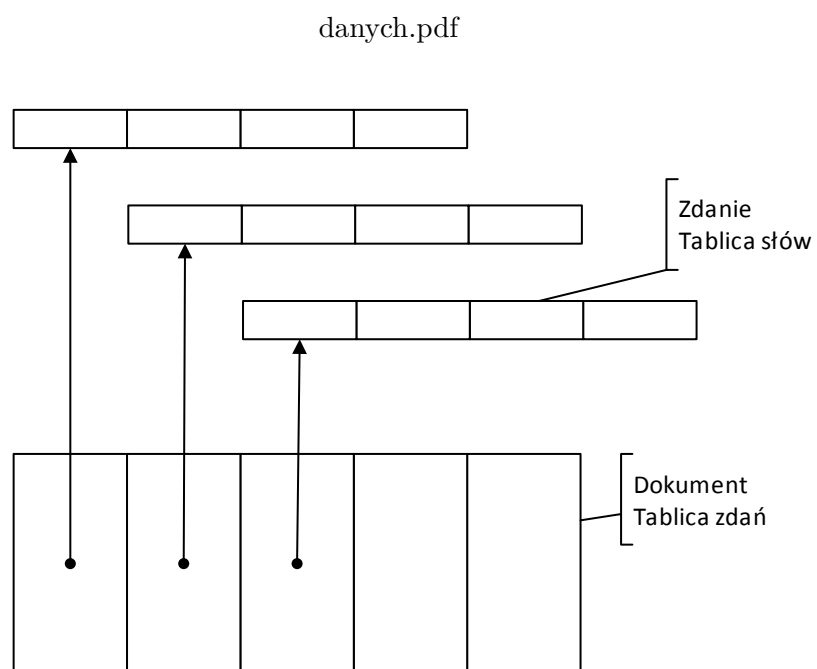 danych.pdf
Zdanie
Tablica słów
Dokument
Tablica zdań